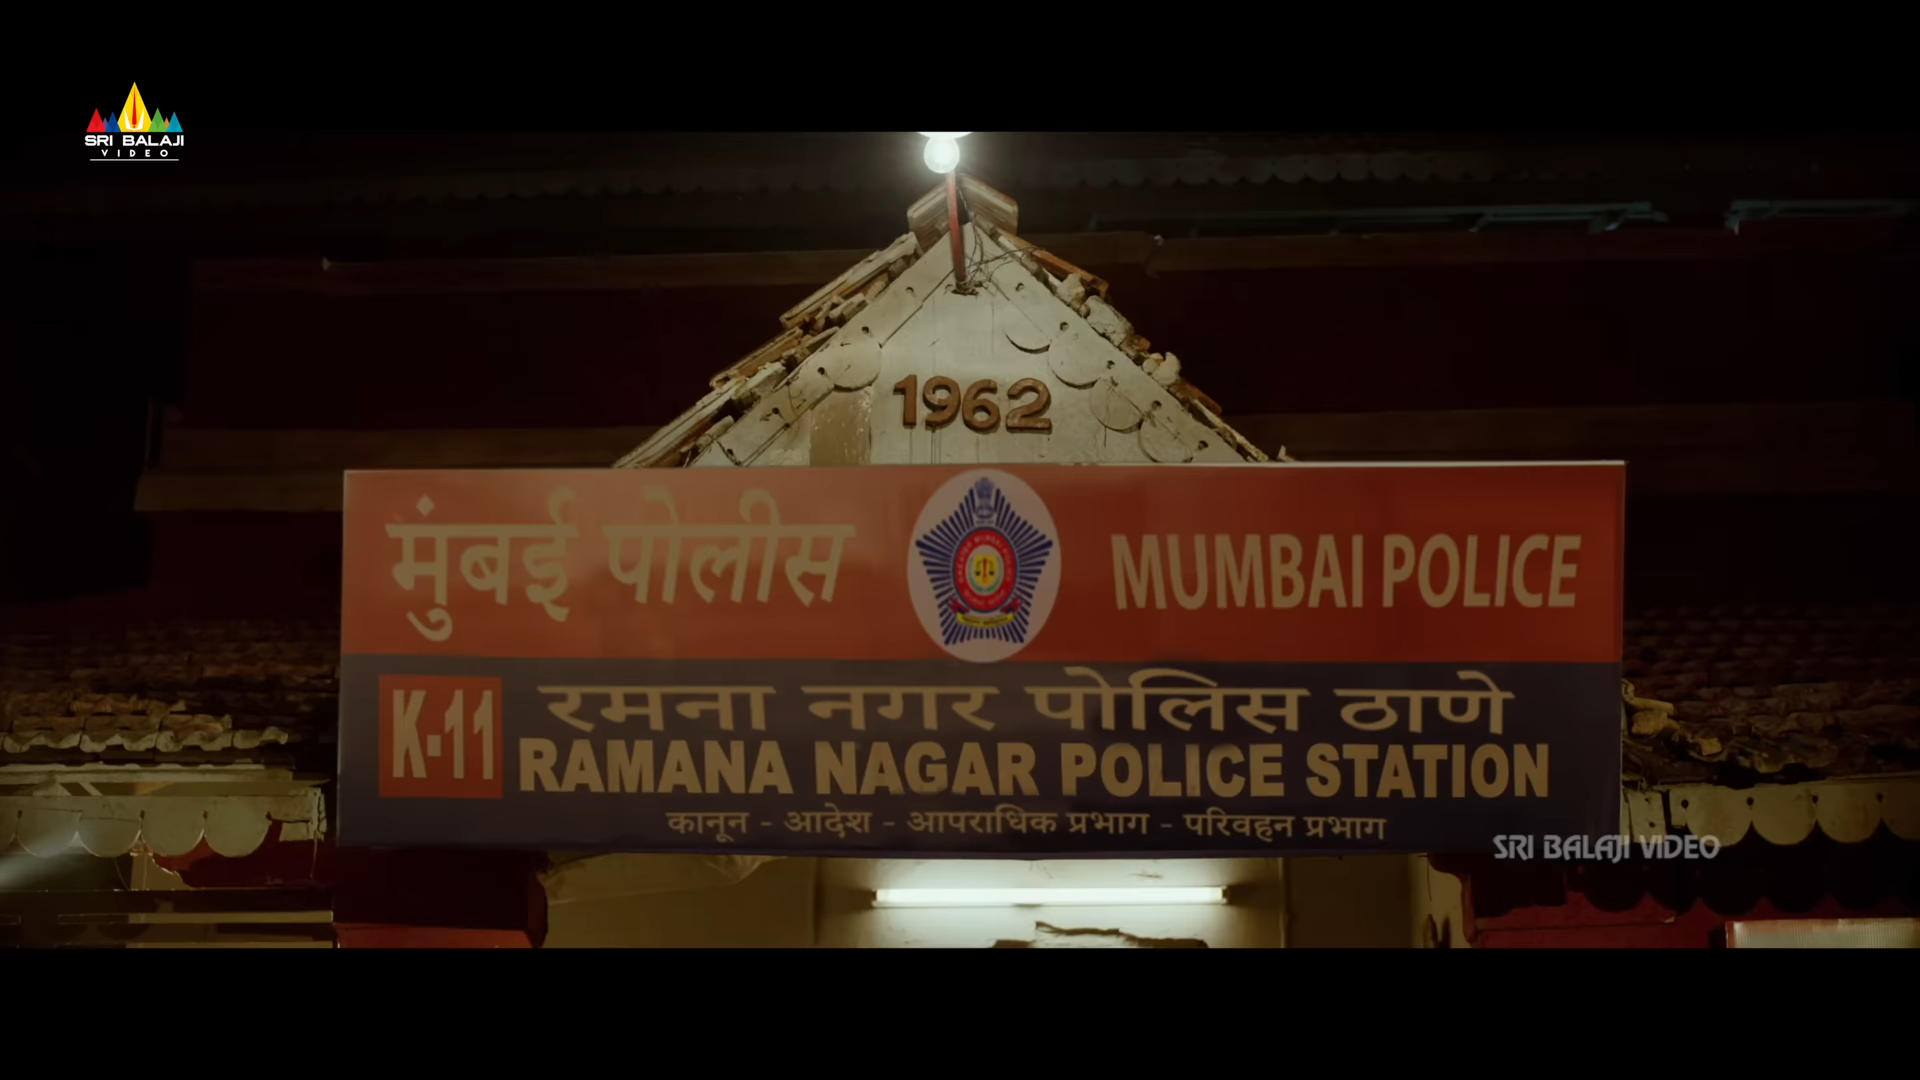 SRI BALAJI
VIDEO
1962
मुंबई पोलीस
MUMBAI POLICE
K-11
रमना नगर पोलिस ठाणे
RAMANA NAGAR POLICE STATION
कानून - आदेश - आपराधिक प्रभाग - परिवहन प्रभाग
SRI BALAJI VIDEO